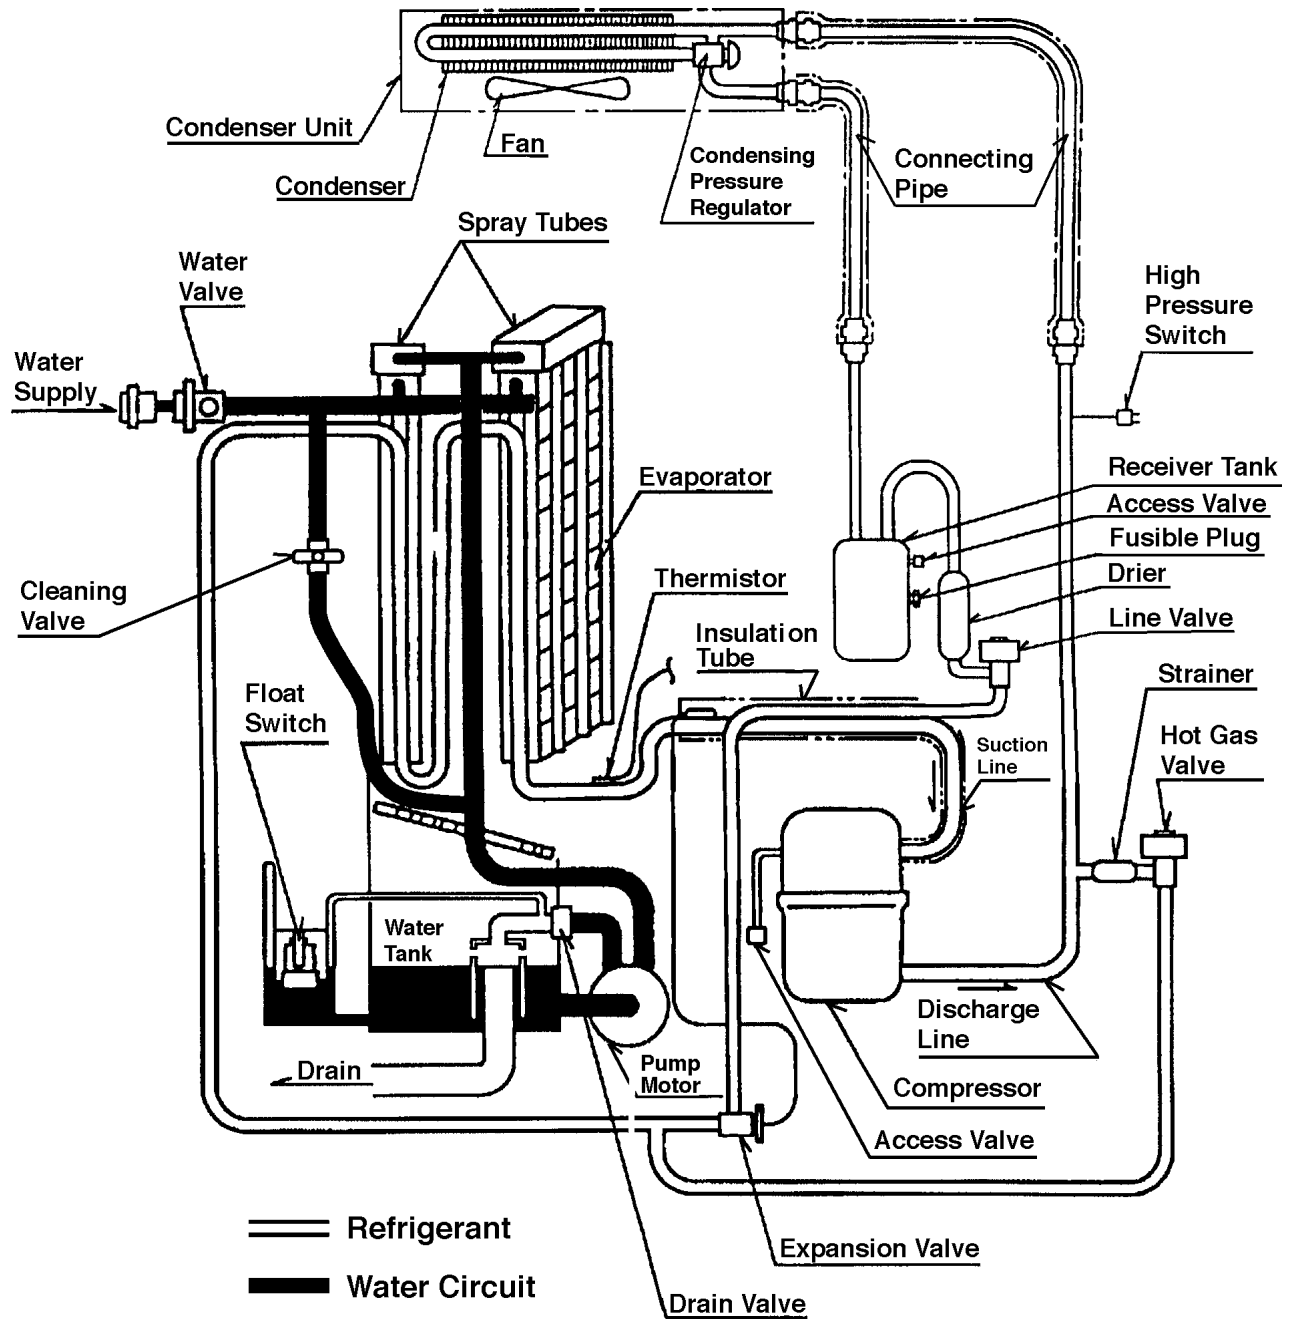 Condenser Unit
Fan
Condenser
Condensing
Pressure
Regulator
Connecting
Pipe
Spray Tubes
Water
Valve
High
Pressure
Switch
Water
Supply
Receiver Tank
Access Valve
Fusible Plug
Drier
Line Valve
Evaporator
Thermistor
Cleaning
Valve
Insulation
Tube
Strainer
Float
Switch
Suction
Line
Hot Gas
Valve
Water
Tank
Discharge
Line
Drain
Pump
Motor
Compressor
Access Valve
Refrigerant
Expansion Valve
Water Circuit
Drain Valve